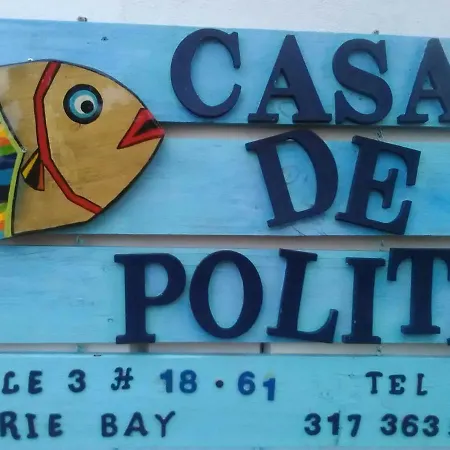 CASA
DE
POLIT
LE 3 # 18 · 61 TEL
RIE BAY 317 363